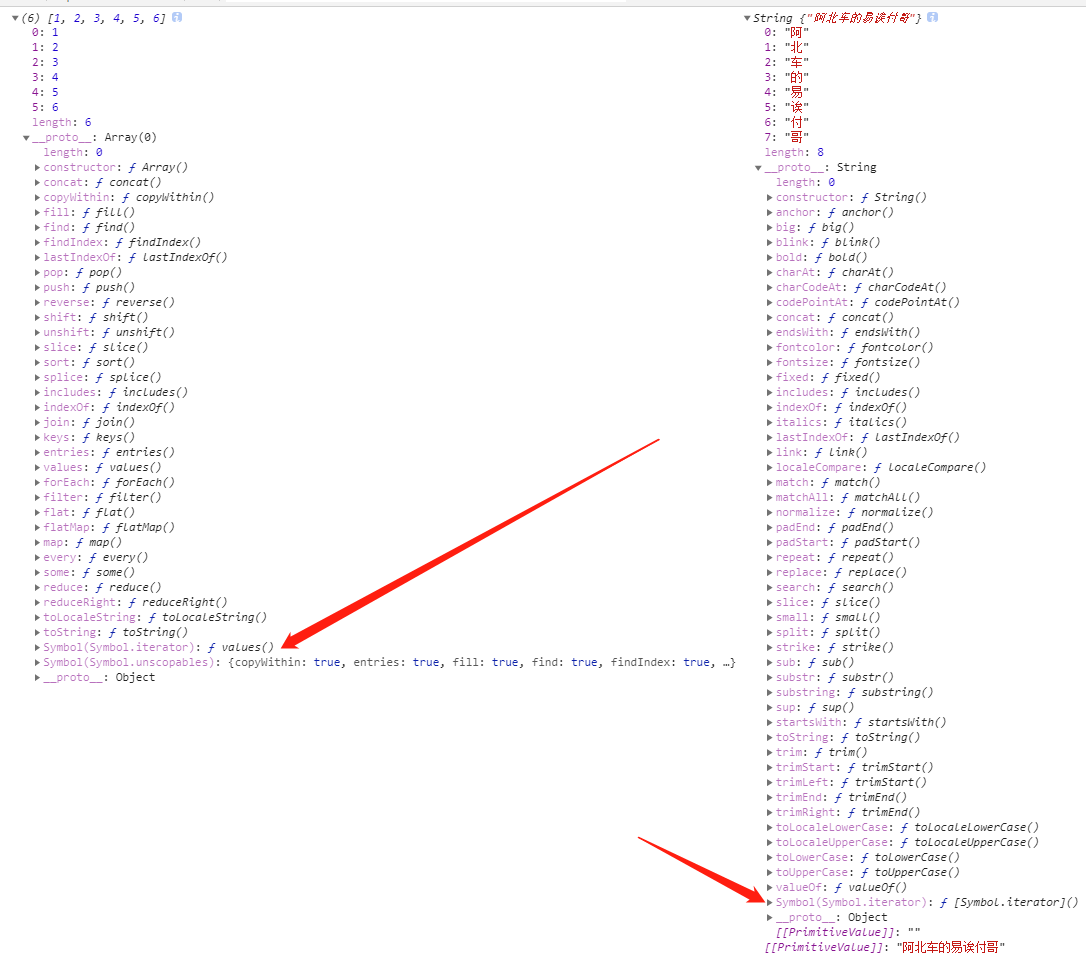 ▼(6) [1, 2, 3, 4, 5, 6] i
0: 1
1: 2
2: 3
3: 4
4: 5
5: 6
length: 6
▼__proto__: Array(0)
length: 0
▶constructor: ƒ Array()
▶concat: ƒ concat()
▶copyWithin: ƒ copyWithin()
▶fill: ƒ fill()
▶find: ƒ find()
▶findIndex: ƒ findIndex()
▶lastIndexOf: ƒ lastIndexOf()
▶pop: ƒ pop()
▶push: ƒ push()
▶reverse: ƒ reverse()
▶shift: ƒ shift()
▶unshift: ƒ unshift()
▶slice: ƒ slice()
▶sort: ƒ sort()
▶splice: ƒ splice()
▶includes: ƒ includes()
▶indexOf: ƒ indexOf()
▶join: ƒ join()
▶keys: ƒ keys()
▶entries: ƒ entries()
▶values: ƒ values()
▶forEach: ƒ forEach()
▶filter: ƒ filter()
▶flat: ƒ flat()
▶flatMap: ƒ flatMap()
▶map: ƒ map()
▶every: ƒ every()
▶some: ƒ some()
▶reduce: ƒ reduce()
▶reduceRight: ƒ reduceRight()
▶toLocaleString: ƒ toLocaleString()
▶toString: ƒ toString()
▶Symbol(Symbol.iterator): ƒ values()
▶Symbol(Symbol.unscopables): {copyWithin: true, entries: true, fill: true, find: true, findIndex: true, …}
▶__proto__: Object
▼String {"阿北车的易诶付哥"} i
0: "阿"
1: "北"
2: "车"
3: "的"
4: "易"
5: "诶"
6: "付"
7: "哥"
length: 8
▼__proto__: String
length: 0
▶constructor: ƒ String()
▶anchor: ƒ anchor()
▶big: ƒ big()
▶blink: ƒ blink()
▶bold: ƒ bold()
▶charAt: ƒ charAt()
▶charCodeAt: ƒ charCodeAt()
▶codePointAt: ƒ codePointAt()
▶concat: ƒ concat()
▶endsWith: ƒ endsWith()
▶fontcolor: ƒ fontcolor()
▶fontsize: ƒ fontsize()
▶fixed: ƒ fixed()
▶includes: ƒ includes()
▶indexOf: ƒ indexOf()
▶italics: ƒ italics()
▶lastIndexOf: ƒ lastIndexOf()
▶link: ƒ link()
▶localeCompare: ƒ localeCompare()
▶match: ƒ match()
▶matchAll: ƒ matchAll()
▶normalize: ƒ normalize()
▶padEnd: ƒ padEnd()
▶padStart: ƒ padStart()
▶repeat: ƒ repeat()
▶replace: ƒ replace()
▶search: ƒ search()
▶slice: ƒ slice()
▶small: ƒ small()
▶split: ƒ split()
▶strike: ƒ strike()
▶sub: ƒ sub()
▶substr: ƒ substr()
▶substring: ƒ substring()
▶sup: ƒ sup()
▶startsWith: ƒ startsWith()
▶toString: ƒ toString()
▶trim: ƒ trim()
▶trimStart: ƒ trimStart()
▶trimLeft: ƒ trimStart()
▶trimEnd: ƒ trimEnd()
▶trimRight: ƒ trimEnd()
▶toLocaleLowerCase: ƒ toLocaleLowerCase()
▶toLocaleUpperCase: ƒ toLocaleUpperCase()
▶toLowerCase: ƒ toLowerCase()
▶toUpperCase: ƒ toUpperCase()
▶valueOf: ƒ valueOf()
▶Symbol(Symbol.iterator): ƒ [Symbol.iterator]()
▶__proto__: Object
[[PrimitiveValue]]: ""
[[PrimitiveValue]]: "阿北车的易诶付哥"